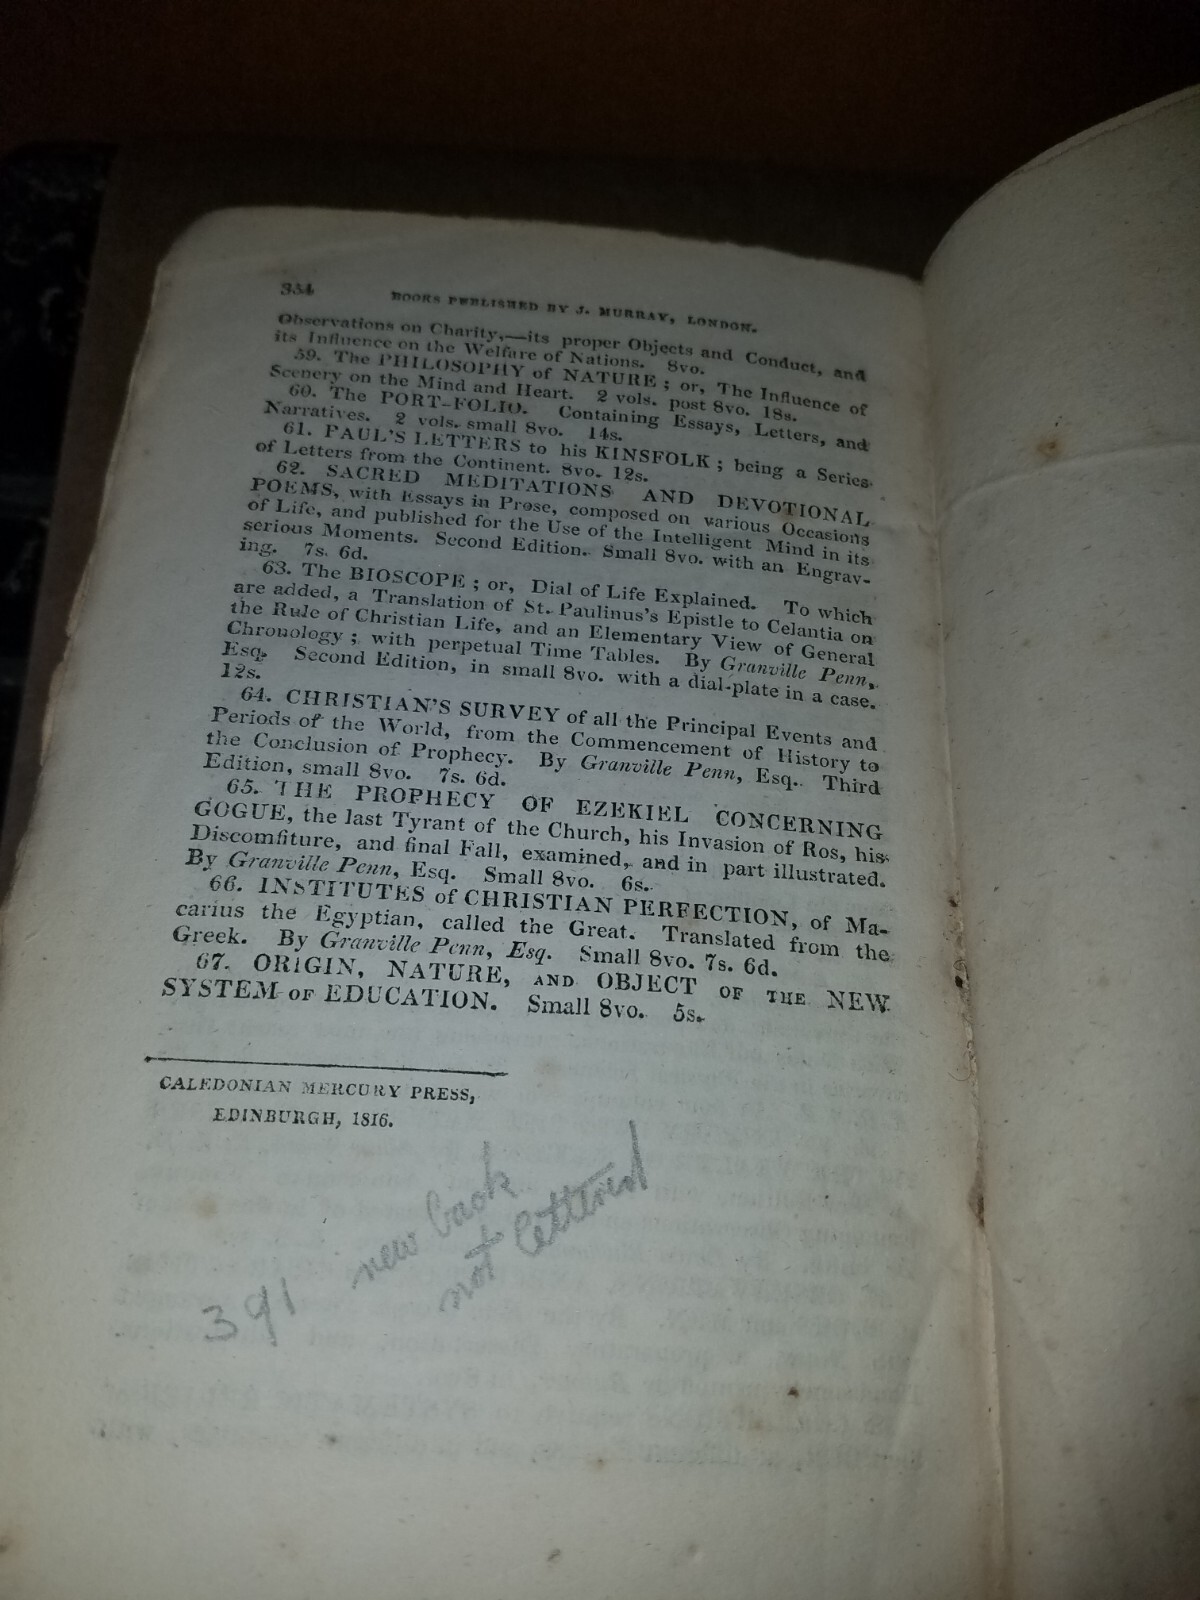 354 BOOKS PUBLISHED BY J. MURRAY, LONDON.
Observations on Charity,—its proper Objects and Conduct, and
its Influence on the Welfare of Nations. 8vo.
59. The PHILOSOPHY of NATURE; or, The Influence of
Scenery on the Mind and Heart. 2 vols. post 8vo. 18s.
60. The PORT-FOLIO. Containing Essays, Letters, and
Narratives. 2 vols. small 8vo. 14s.
61. PAUL'S LETTERS to his KINSFOLK; being a Series
of Letters from the Continent. 8vo. 12s.
62. SACRED MEDITATIONS AND DEVOTIONAL
POEMS, with Essays in Prose, composed on various Occasions
of Life, and published for the Use of the Intelligent Mind in its
serious Moments. Second Edition. Small 8vo. with an Engrav-
ing. 7s. 6d.
63. The BIOSCOPE; or, Dial of Life Explained. To which
are added, a Translation of St. Paulinus's Epistle to Celantia on
the Rule of Christian Life, and an Elementary View of General
Chronology; with perpetual Time Tables. By Granville Penn,
Esq. Second Edition, in small 8vo. with a dial-plate in a case.
12s.
64. CHRISTIAN'S SURVEY of all the Principal Events and
Periods of the World, from the Commencement of History to
the Conclusion of Prophecy. By Granville Penn, Esq. Third
Edition, small 8vo. 7s. 6d.
65. THE PROPHECY OF EZEKIEL CONCERNING
GOGUE, the last Tyrant of the Church, his Invasion of Ros, his
Discomfiture, and final Fall, examined, and in part illustrated.
By Granville Penn, Esq. Small 8vo. 6s.
66. INSTITUTES of CHRISTIAN PERFECTION, of Ma-
carius the Egyptian, called the Great. Translated from the
Greek. By Granville Penn, Esq. Small 8vo. 7s. 6d.
67. ORIGIN, NATURE, AND OBJECT OF THE NEW
SYSTEM OF EDUCATION. Small 8vo. 5s.
CALEDONIAN MERCURY PRESS,
EDINBURGH, 1816.
391 new back
not lettered